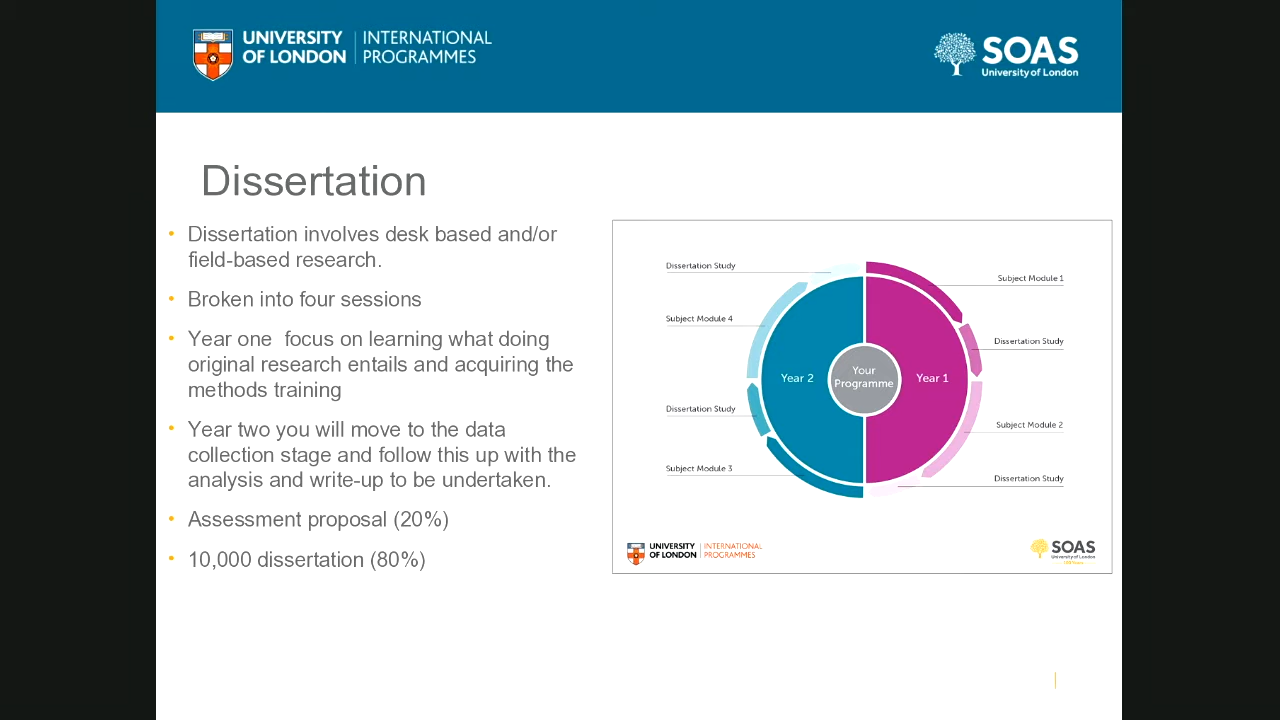 UNIVERSITY OF LONDON
INTERNATIONAL PROGRAMMES
SOAS
University of London
Dissertation
• Dissertation involves desk based and/or
field-based research.
• Broken into four sessions
• Year one  focus on learning what doing
original research entails and acquiring the
methods training
• Year two you will move to the data
collection stage and follow this up with the
analysis and write-up to be undertaken.
• Assessment proposal (20%)
• 10,000 dissertation (80%)
Dissertation Study
Subject Module 4
Dissertation Study
Subject Module 3
Year 2
Your
Programme
Year 1
Subject Module 1
Dissertation Study
Subject Module 2
Dissertation Study
UNIVERSITY OF LONDON
INTERNATIONAL PROGRAMMES
SOAS
University of London